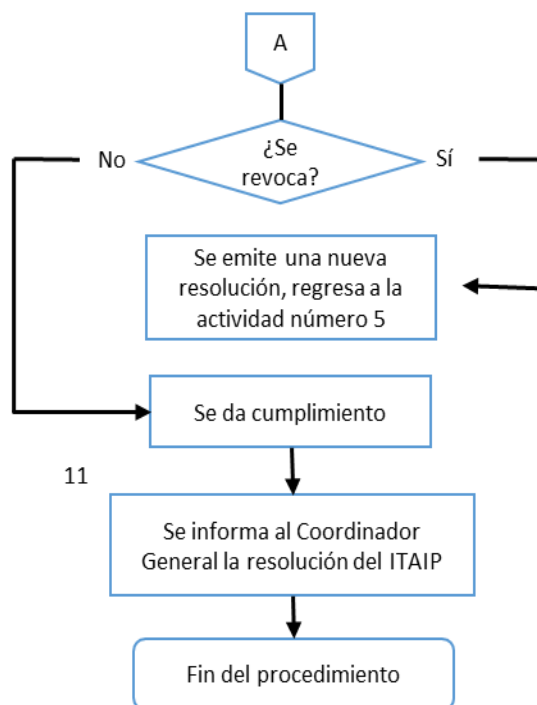 A
¿Se
revoca?
No
Sí
Se emite una nueva
resolución, regresa a la
actividad número 5
Se da cumplimiento
11
Se informa al Coordinador
General la resolución del ITAIP
Fin del procedimiento